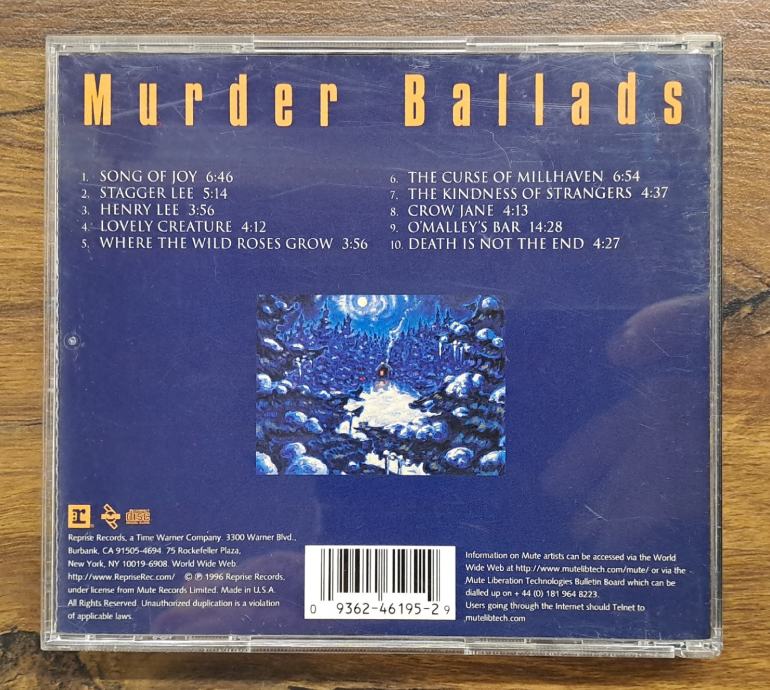 Murder Ballads
1. SONG OF JOY 6:46
2. STAGGER LEE 5:14
3. HENRY LEE 3:56
4. LOVELY CREATURE 4:12
5. WHERE THE WILD ROSES GROW 3:56
6. THE CURSE OF MILLHAVEN 6:54
7. THE KINDNESS OF STRANGERS 4:37
8. CROW JANE 4:13
9. O'MALLEY'S BAR 14:28
10. DEATH IS NOT THE END 4:27
r
COMPACT
disc
Reprise Records, a Time Warner Company. 3300 Warner Blvd.,
Burbank, CA 91505-4694. 75 Rockefeller Plaza,
New York, NY 10019-6908. World Wide Web:
http://www.RepriseRec.com/ © ℗ 1996 Reprise Records,
under license from Mute Records Limited. Made in U.S.A.
All Rights Reserved. Unauthorized duplication is a violation
of applicable laws.
0 9362-46195-2 9
Information on Mute artists can be accessed via the World
Wide Web at http://www.mutelibtech.com/mute/ or via the
Mute Liberation Technologies Bulletin Board which can be
dialled up on + 44 (0) 181 964 8223.
Users going through the Internet should Telnet to
mutelibtech.com